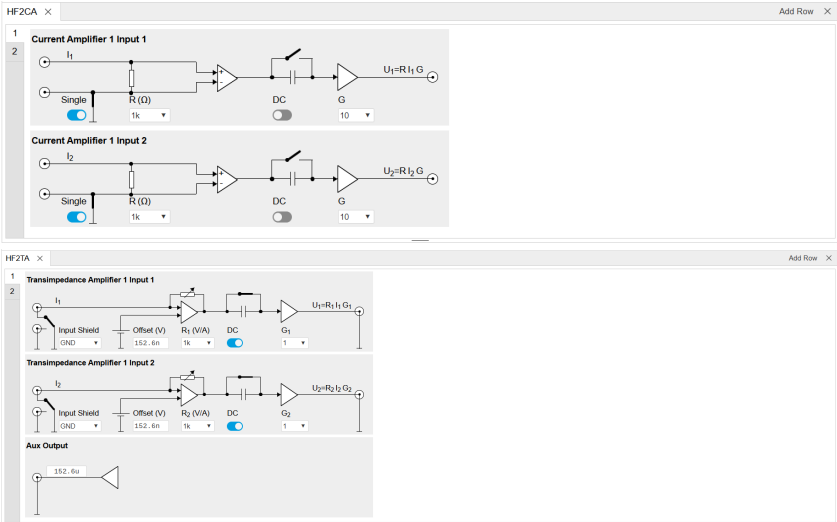 HF2CA × Add Row ×
1
2
Current Amplifier 1 Input 1
I1
+
-
U1=R I1 G
Single R (Ω) DC G
1k ▼ 10 ▼
Current Amplifier 1 Input 2
I2
+
-
U2=R I2 G
Single R (Ω) DC G
1k ▼ 10 ▼
HF2TA × Add Row ×
1
2
Transimpedance Amplifier 1 Input 1
I1
U1=R1 I1 G1
Input Shield Offset (V) R1 (V/A) DC G1
GND ▼ 152.6n 1k ▼ 1 ▼
Transimpedance Amplifier 1 Input 2
I2
U2=R2 I2 G2
Input Shield Offset (V) R2 (V/A) DC G2
GND ▼ 152.6n 1k ▼ 1 ▼
Aux Output
152.6u